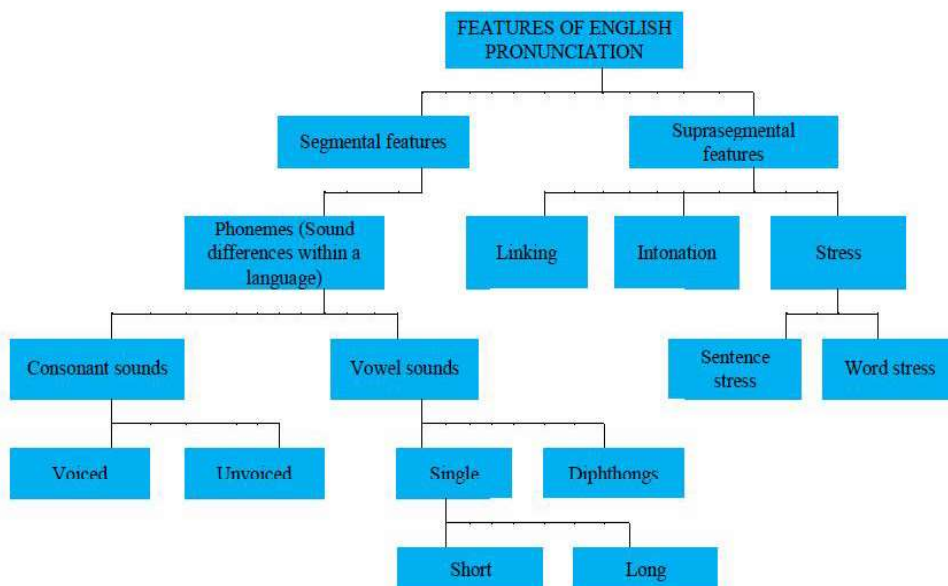 FEATURES OF ENGLISH
PRONUNCIATION
Segmental features
Suprasegmental
features
Phonemes (Sound
differences within a
language)
Linking
Intonation
Stress
Consonant sounds
Vowel sounds
Sentence
stress
Word stress
Voiced
Unvoiced
Single
Diphthongs
Short
Long